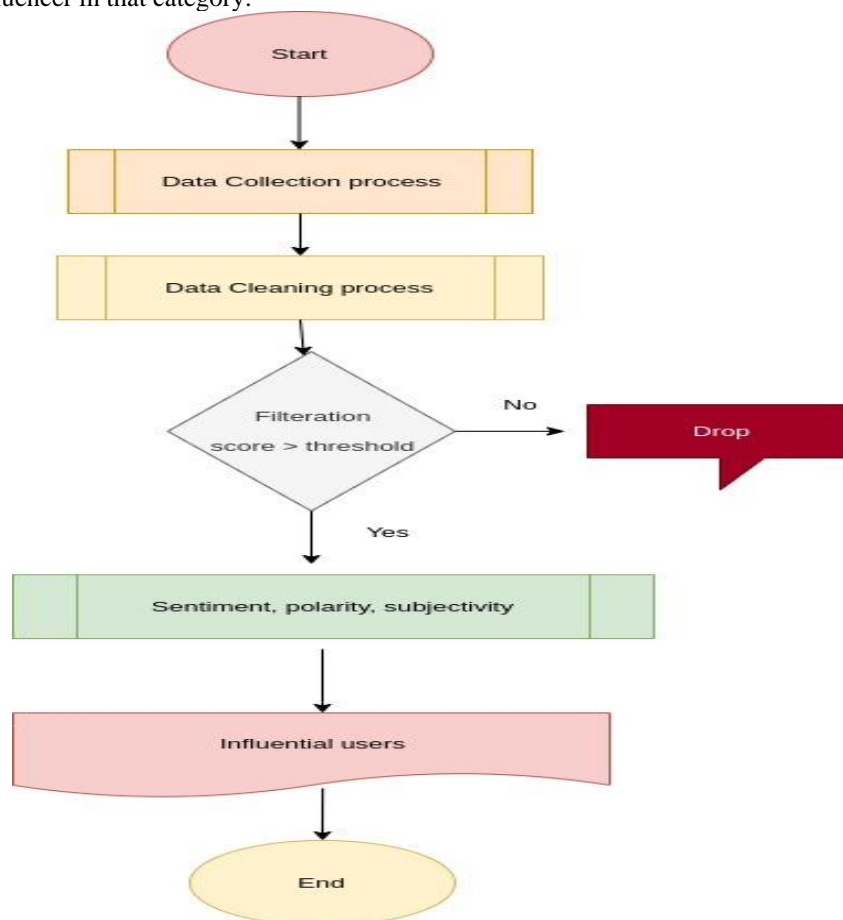 in that category.
Start
Data Collection process
Data Cleaning process
Filteration
score > threshold
No
Drop
Yes
Sentiment, polarity, subjectivity
Influential users
End